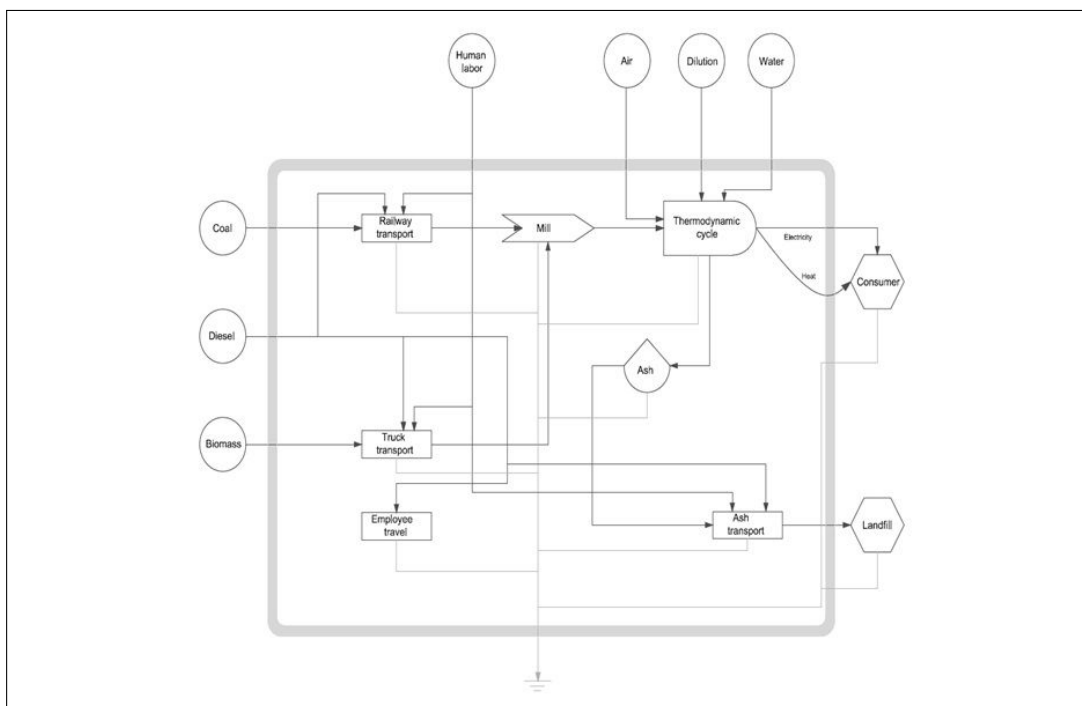 Human
labor
Air
Dilution
Water
Coal
Railway
transport
Mill
Thermodynamic
cycle
Electricity
Heat
Consumer
Diesel
Ash
Biomass
Truck
transport
Employee
travel
Ash
transport
Landfill